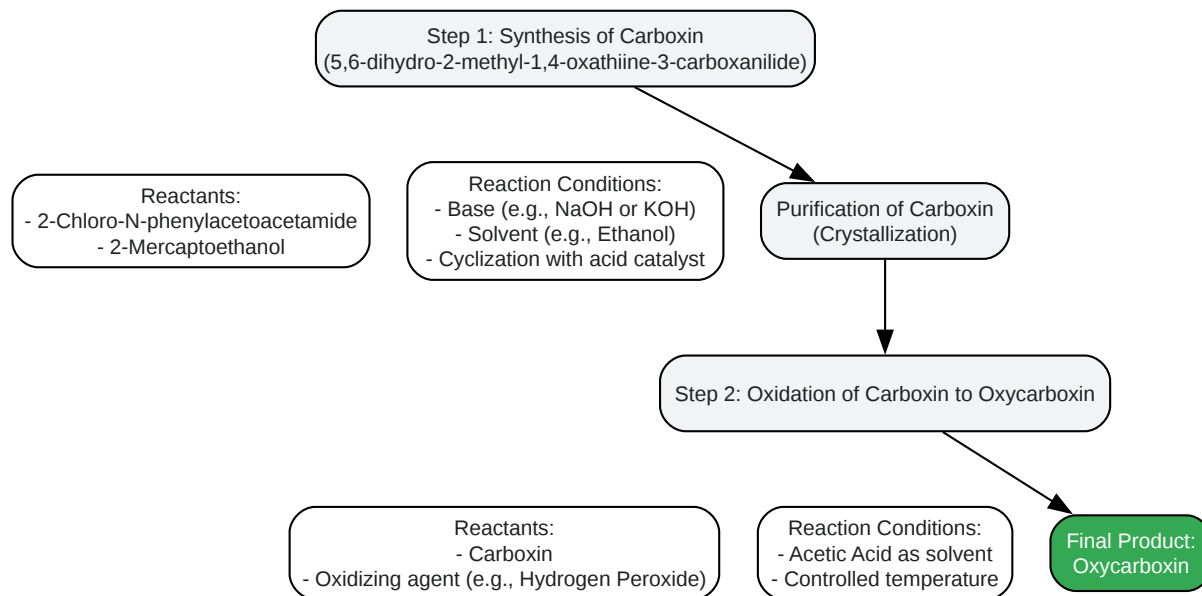 Step 1: Synthesis of Carboxin
(5,6-dihydro-2-methyl-1,4-oxathiine-3-carboxanilide)
Reactants:
- 2-Chloro-N-phenylacetoacetamide
- 2-Mercaptoethanol
Reaction Conditions:
- Base (e.g., NaOH or KOH)
- Solvent (e.g., Ethanol)
- Cyclization with acid catalyst
Purification of Carboxin
(Crystallization)
Step 2: Oxidation of Carboxin to Oxycarboxin
Reactants:
- Carboxin
- Oxidizing agent (e.g., Hydrogen Peroxide)
Reaction Conditions:
- Acetic Acid as solvent
- Controlled temperature
Final Product:
Oxycarboxin